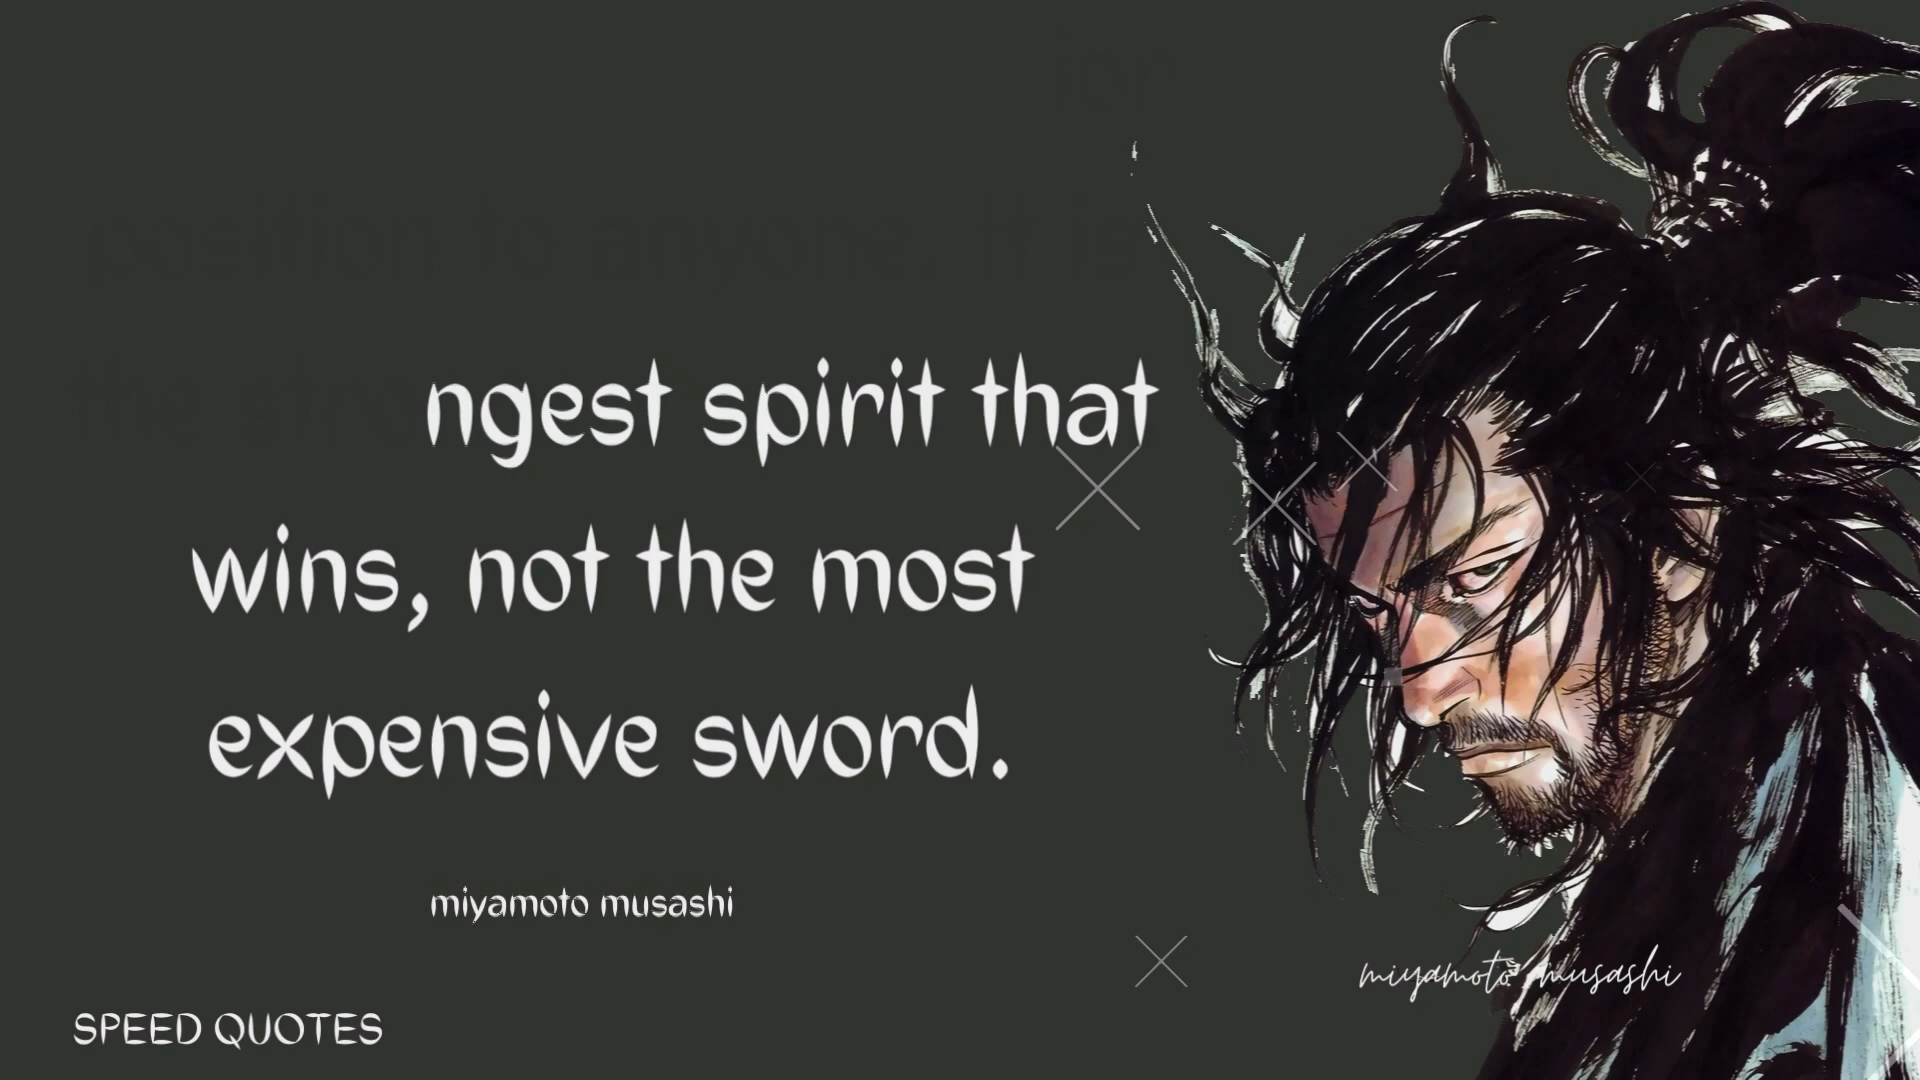 ngest spirit that
wins, not the most
expensive sword.
miyamoto musashi
miyamoto musashi
SPEED QUOTES